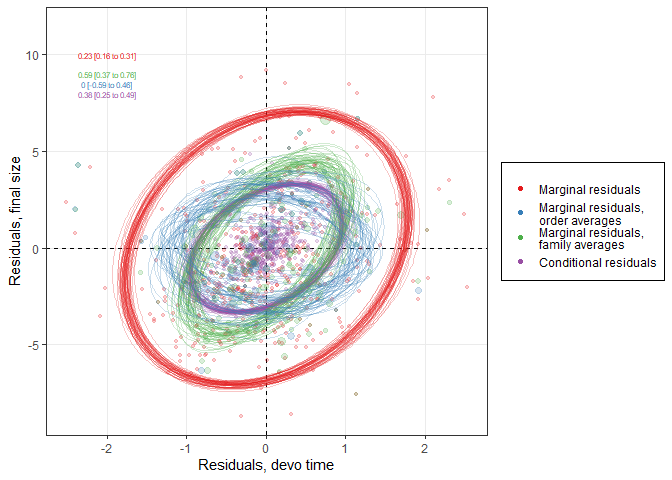 10
5
0
-5
-2
-1
0
1
2
Residuals, final size
Residuals, devo time
0.23 [0.16 to 0.31]
0.59 [0.37 to 0.76]
0 [-0.59 to 0.46]
0.38 [0.25 to 0.49]
Marginal residuals
Marginal residuals,
order averages
Marginal residuals,
family averages
Conditional residuals